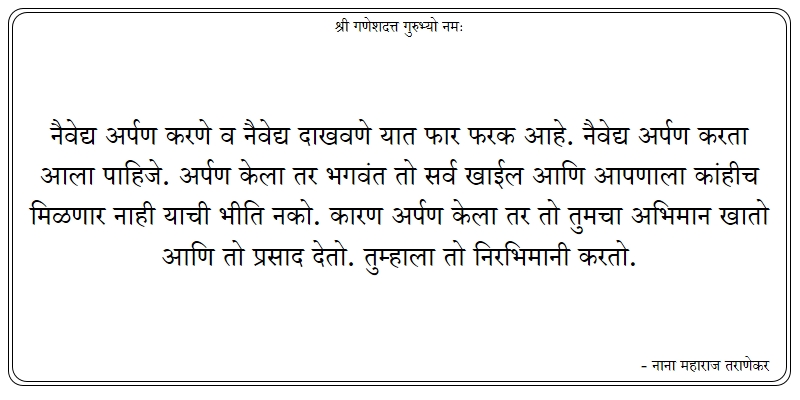 श्री गणेशदत्त गुरुभ्यो नमः
नैवेद्य अर्पण करणे व नैवेद्य दाखवणे यात फार फरक आहे. नैवेद्य अर्पण करता
आला पाहिजे. अर्पण केला तर भगवंत तो सर्व खाईल आणि आपणाला कांहीच
मिळणार नाही याची भीति नको. कारण अर्पण केला तर तो तुमचा अभिमान खातो
आणि तो प्रसाद देतो. तुम्हाला तो निरभिमानी करतो.
- नाना महाराज तराणेकर